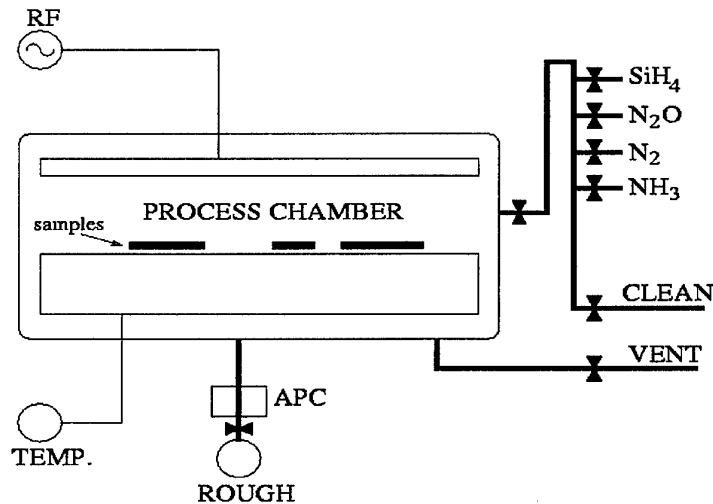 RF
SiH4
N2O
N2
NH3
PROCESS CHAMBER
samples
CLEAN
VENT
APC
TEMP.
ROUGH